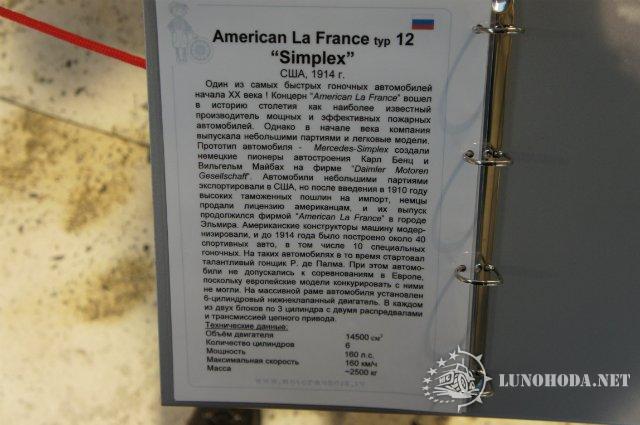 American La France typ 12
“Simplex”
США, 1914 г.
Один из самых быстрых гоночных автомобилей
начала XX века ! Концерн “American La France” вошел
в историю столетия как наиболее известный
производитель мощных и эффективных пожарных
автомобилей. Однако в начале века компания
выпускала небольшими партиями и легковые модели.
Прототип автомобиля - Mercedes-Simplex создали
немецкие пионеры автостроения Карл Бенц и
Вильгельм Майбах на фирме “Daimler Motoren
Gesellschaft”. Автомобили небольшими партиями
экспортировали в США, но после введения в 1910 году
высоких таможенных пошлин на импорт, немцы
продали лицензию американцам, и их выпуск
продолжился фирмой “American La France” в городе
Эльмира. Американские конструкторы машину модер-
низировали, и до 1914 года было построено около 40
спортивных авто, в том числе 10 специальных
гоночных. На таких автомобилях в то время стартовал
талантливый гонщик Р. де Палма. При этом автомо-
били не допускались к соревнованиям в Европе,
поскольку европейские модели конкурировать с ними
не могли. На массивной раме автомобиля установлен
6-цилиндровый нижнеклапанный двигатель. В каждом
из двух блоков по 3 цилиндра с двумя распредвалами
и трансмиссией цепного привода.
Технические данные:
Объём двигателя 14500 см³
Количество цилиндров 6
Мощность 160 л.с.
Максимальная скорость 160 км/ч
Масса ~2500 кг
LUNOHODA.NET